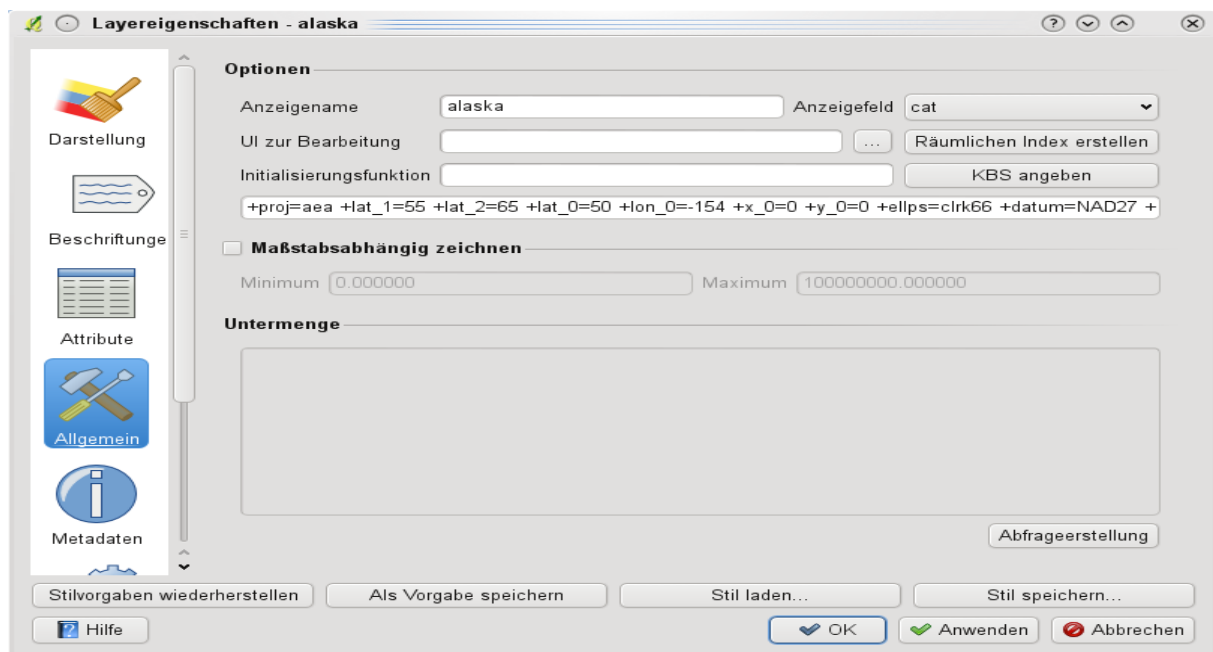 Layereigenschaften - alaska
Darstellung
Beschriftunge
Attribute
Allgemein
Metadaten
Optionen
Anzeigename alaska Anzeigefeld cat
UI zur Bearbeitung ... Räumlichen Index erstellen
Initialisierungsfunktion KBS angeben
+proj=aea +lat_1=55 +lat_2=65 +lat_0=50 +lon_0=-154 +x_0=0 +y_0=0 +ellps=clrk66 +datum=NAD27 +
Maßstabsabhängig zeichnen
Minimum 0.000000 Maximum 100000000.000000
Untermenge
Abfrageerstellung
Stilvorgaben wiederherstellen Als Vorgabe speichern Stil laden... Stil speichern...
Hilfe OK Anwenden Abbrechen